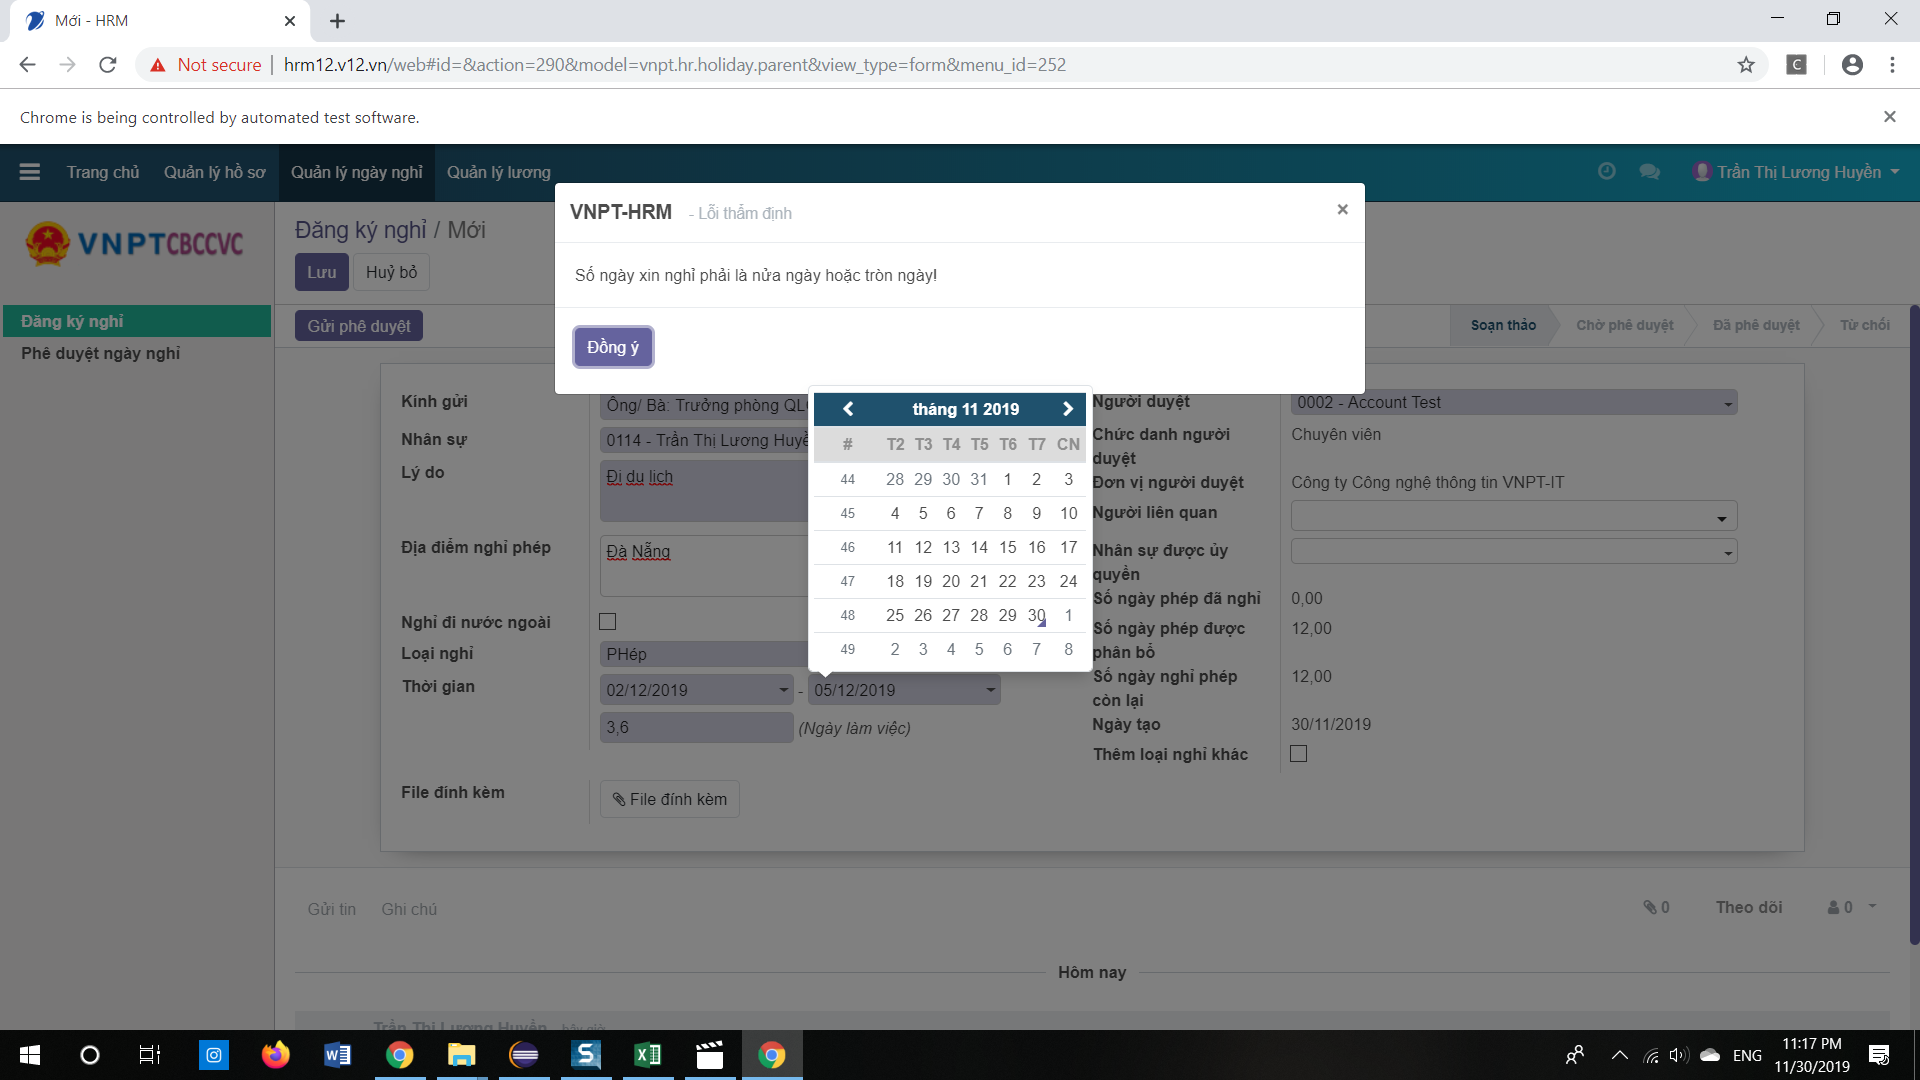 Mới - HRM
Not secure | hrm12.v12.vn/web#id=&action=290&model=vnpt.hr.holiday.parent&view_type=form&menu_id=252
C
Chrome is being controlled by automated test software.
Trang chủ Quản lý hồ sơ Quản lý ngày nghỉ Quản lý lương Trần Thị Lương Huyền
VNPT-HRM - Lỗi thẩm định ×
Số ngày xin nghỉ phải là nửa ngày hoặc tròn ngày!
Đồng ý
VNPT CBCCVC
Đăng ký nghỉ / Mới
Lưu Huỷ bỏ
Đăng ký nghỉ
Phê duyệt ngày nghỉ
Gửi phê duyệt Soạn thảo Chờ phê duyệt Đã phê duyệt Từ chối
Kính gửi Ông/ Bà: Trưởng phòng
Nhân sự 0114 - Trần Thị Lương
Lý do Đi du lich
Địa điểm nghỉ phép Đà Nẵng
Nghỉ đi nước ngoài
Loại nghỉ PHép
Thời gian 02/12/2019 - 05/12/2019
3,6 (Ngày làm việc)
File đính kèm File đính kèm
tháng 11 2019
# T2 T3 T4 T5 T6 T7 CN
44 28 29 30 31 1 2 3
45 4 5 6 7 8 9 10
46 11 12 13 14 15 16 17
47 18 19 20 21 22 23 24
48 25 26 27 28 29 30 1
49 2 3 4 5 6 7 8
Người duyệt 0002 - Account Test
Chức danh người duyệt Chuyên viên
Đơn vị người duyệt Công ty Công nghệ thông tin VNPT-IT
Người liên quan
Nhân sự được ủy
quyền
Số ngày phép đã nghỉ 0,00
Số ngày phép được 12,00
phân bổ
Số ngày nghỉ phép 12,00
còn lại
Ngày tạo 30/11/2019
Thêm loại nghỉ khác
Gửi tin Ghi chú 0 Theo dõi 0
Hôm nay
Trần Thị Lương Huyền bây giờ
ENG
11:17 PM
11/30/2019